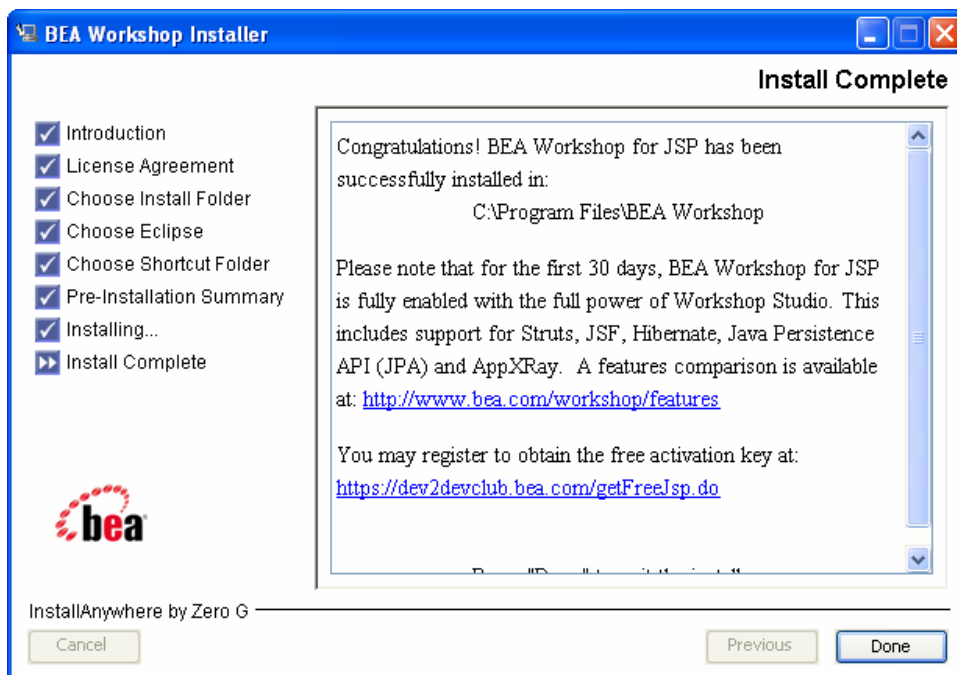 BEA Workshop Installer
Install Complete
Introduction
License Agreement
Choose Install Folder
Choose Eclipse
Choose Shortcut Folder
Pre-Installation Summary
Installing...
Install Complete
Congratulations! BEA Workshop for JSP has been
successfully installed in:
C:\Program Files\BEA Workshop
Please note that for the first 30 days, BEA Workshop for JSP
is fully enabled with the full power of Workshop Studio. This
includes support for Struts, JSF, Hibernate, Java Persistence
API (JPA) and AppXRay. A features comparison is available
at: http://www.bea.com/workshop/features
You may register to obtain the free activation key at:
https://dev2devclub.bea.com/getFreeJsp.do
bea
InstallAnywhere by Zero G
Cancel
Previous
Done